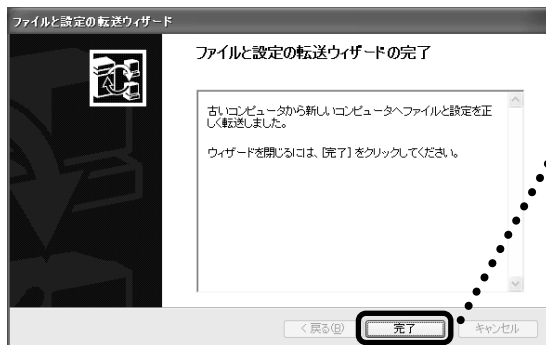 ファイルと設定の転送ウィザード
ファイルと設定の転送ウィザードの完了
古いコンピュータから新しいコンピュータへファイルと設定を正
しく転送しました。
ウィザードを閉じるには、[完了] をクリックしてください。
< 戻る(B) 完了 キャンセル